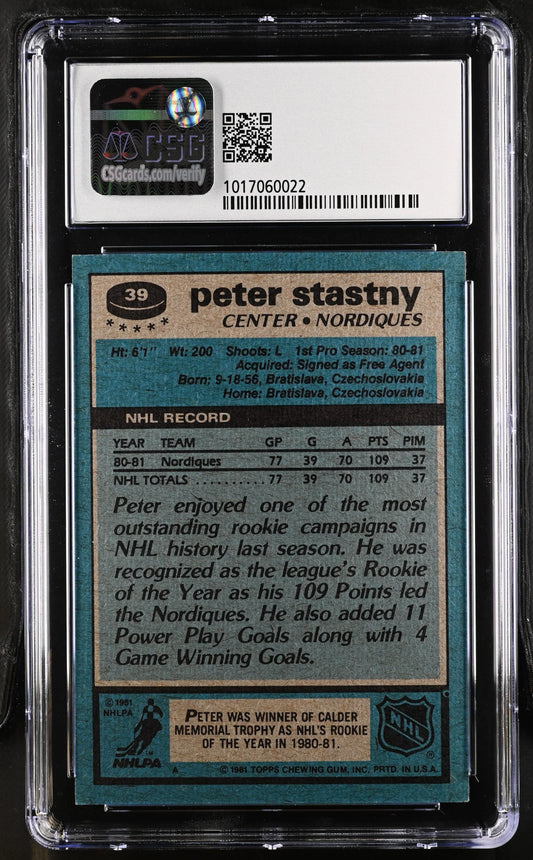 CSG
CSGcards.com/verify
1017060022
39
peter stastny
CENTER • NORDIQUES
★ ★ ★ ★ ★
Ht: 6'1" Wt: 200 Shoots: L 1st Pro Season: 80-81
Acquired: Signed as Free Agent
Born: 9-18-56, Bratislava, Czechoslovakia
Home: Bratislava, Czechoslovakia
NHL RECORD
YEAR TEAM GP G A PTS PIM
80-81 Nordiques 77 39 70 109 37
NHL TOTALS .......... 77 39 70 109 37
Peter enjoyed one of the most
outstanding rookie campaigns in
NHL history last season. He was
recognized as the league's Rookie
of the Year as his 109 Points led
the Nordiques. He also added 11
Power Play Goals along with 4
Game Winning Goals.
© 1981
NHLPA
NHLPA
TM
PETER WAS WINNER OF CALDER
MEMORIAL TROPHY AS NHL'S ROOKIE
OF THE YEAR IN 1980-81.
NHL
®
A © 1981 TOPPS CHEWING GUM, INC. PRTD. IN U.S.A.